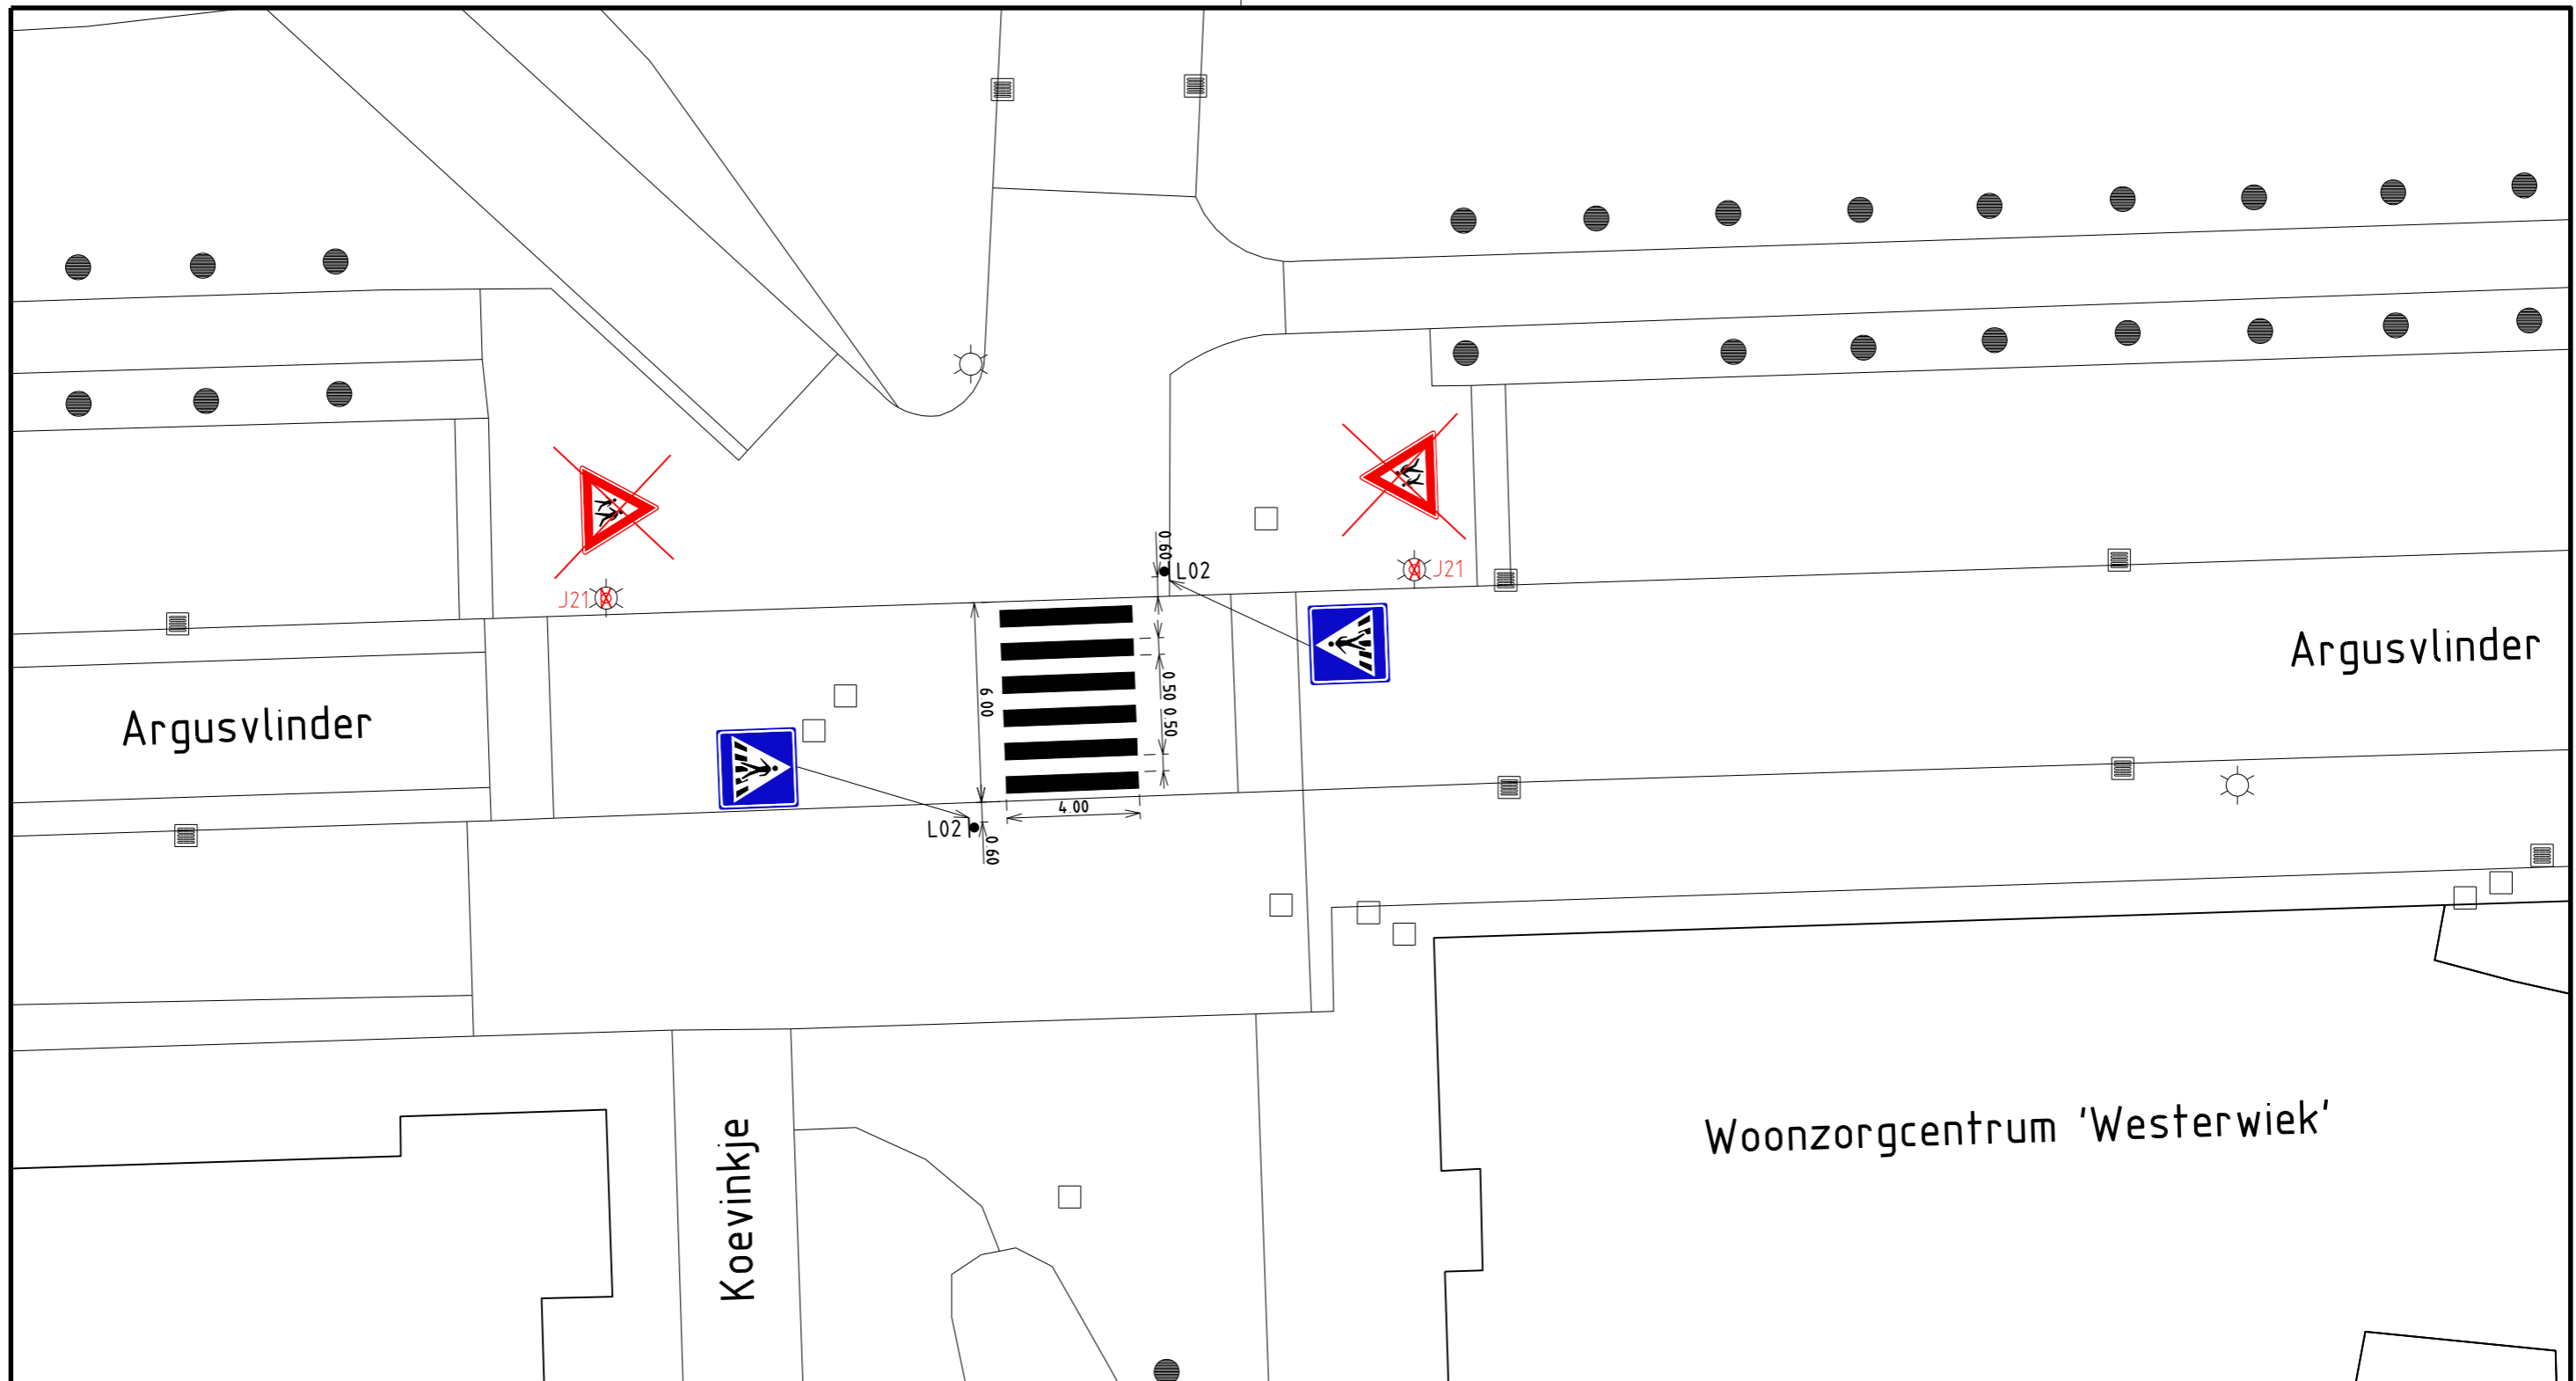 0.60
L02
J21
J21
Argusvlinder
6.00
0.50 0.50
Argusvlinder
4.00
L02
0.60
Woonzorgcentrum 'Westerwiek'
Koevinkje